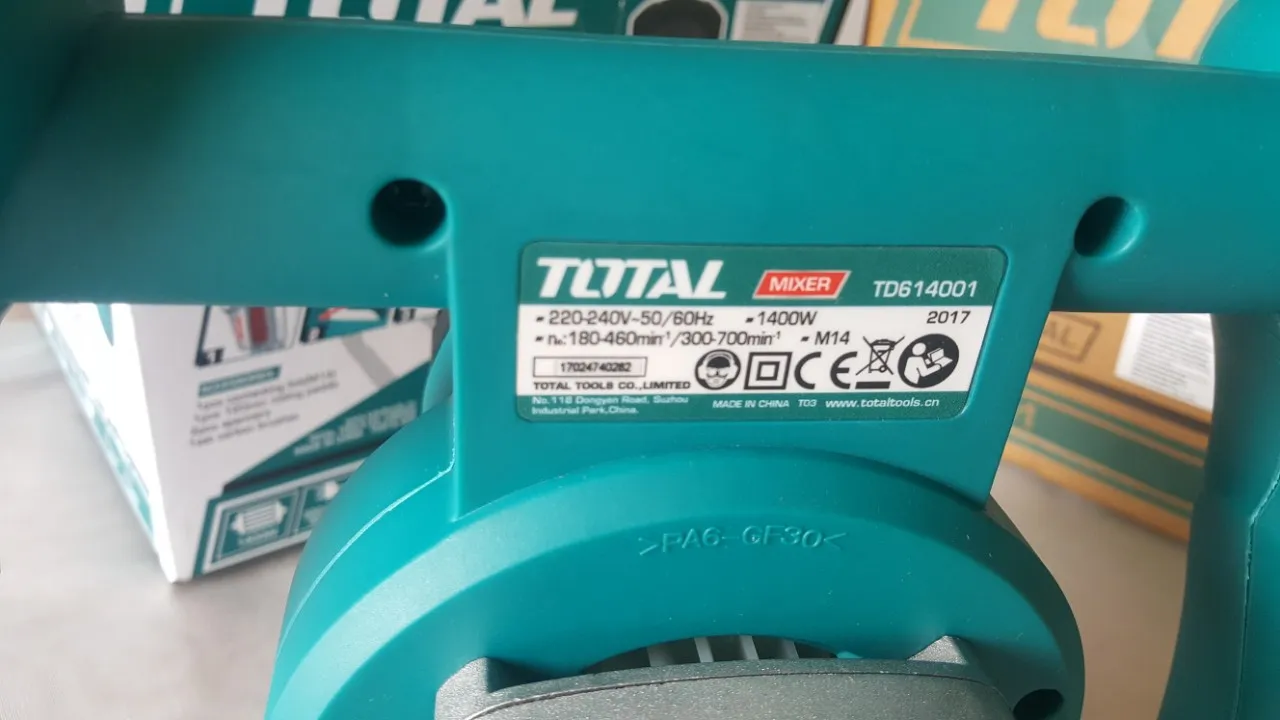 TOTAL
TOTAL
TOTAL MIXER TD614001
220-240V~50/60Hz 1400W 2017
n₀:180-460min⁻¹/300-700min⁻¹ M14
17024740282
TOTAL TOOLS CO.,LIMITED
No.118 Dongyan Road, Suzhou
Industrial Park,China.
MADE IN CHINA T03 www.totaltools.cn
>PA6-GF30<